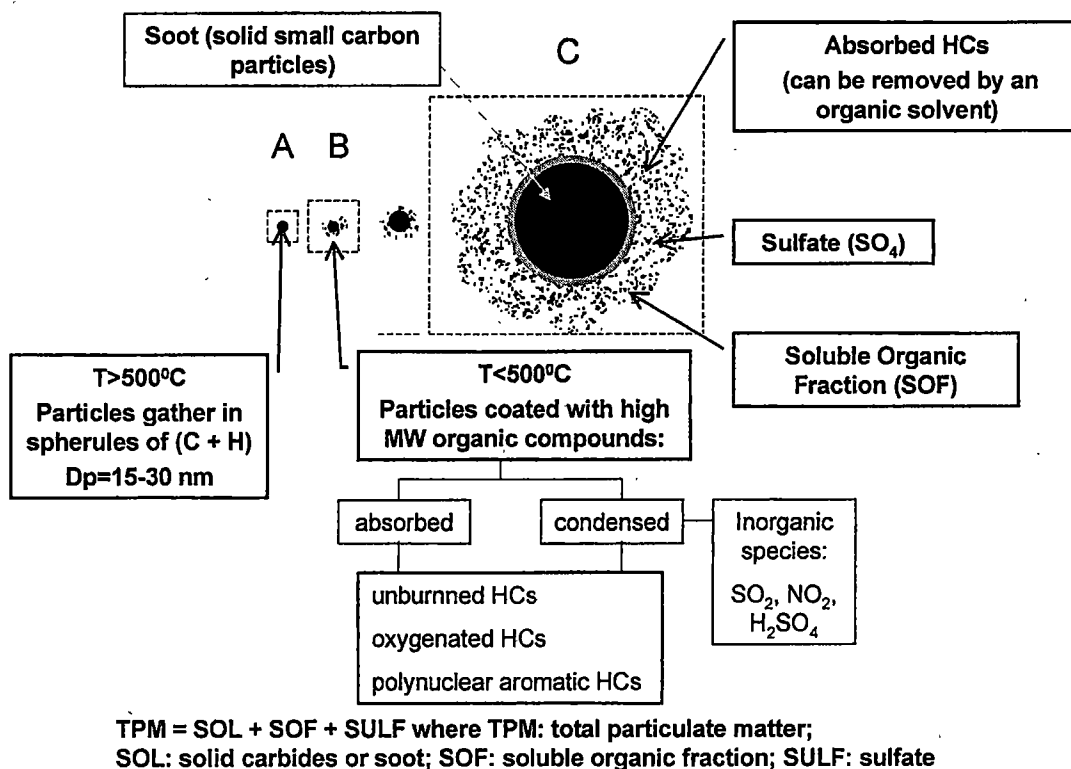 Soot (solid small carbon
particles)
C
Absorbed HCs
(can be removed by an
organic solvent)
A
B
Sulfate (SO₄)
Soluble Organic
Fraction (SOF)
T>500⁰C
Particles gather in
spherules of (C + H)
Dp=15-30 nm
T<500⁰C
Particles coated with high
MW organic compounds:
absorbed
condensed
Inorganic
species:
SO₂, NO₂,
H₂SO₄
unburnned HCs
oxygenated HCs
polynuclear aromatic HCs
TPM = SOL + SOF + SULF where TPM: total particulate matter;
SOL: solid carbides or soot; SOF: soluble organic fraction; SULF: sulfate